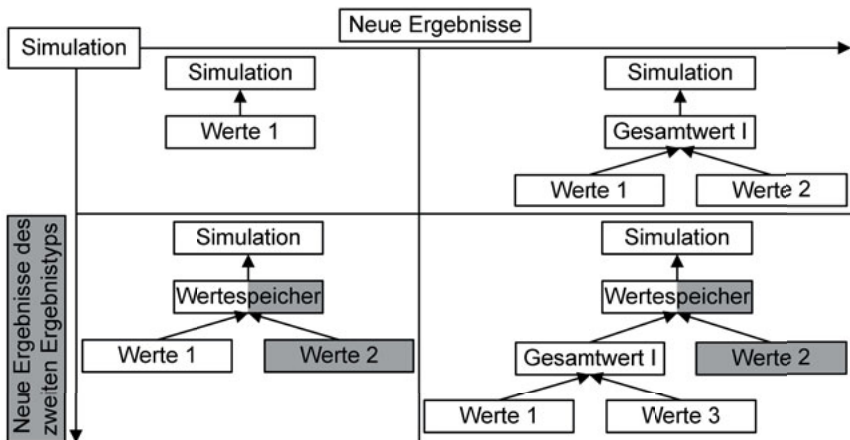 Neue Ergebnisse
Simulation
Simulation
Werte 1
Simulation
Gesamtwert I
Werte 1
Werte 2
Neue Ergebnisse des
zweiten Ergebnistyps
Simulation
Wertespeicher
Werte 1
Werte 2
Simulation
Wertespeicher
Gesamtwert I
Werte 2
Werte 1
Werte 3